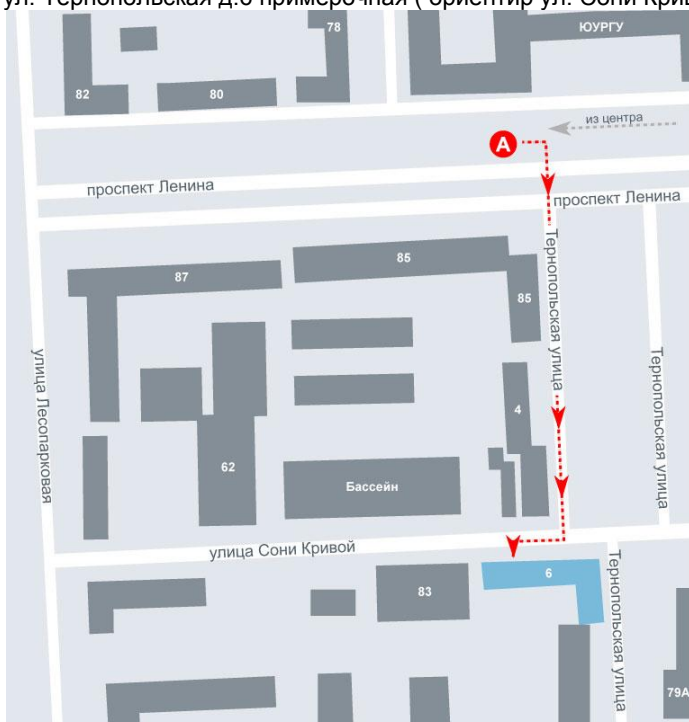 ул. Тернопольская д.6 примерочная ( ориентир ул. Сони Крив
78
ЮУРГУ
82
80
из центра
A
проспект Ленина
проспект Ленина
Тернопольская улица
85
85
87
улица Лесопарковая
Тернопольская улица
4
62
Бассейн
улица Сони Кривой
6
Тернопольская улица
83
79А